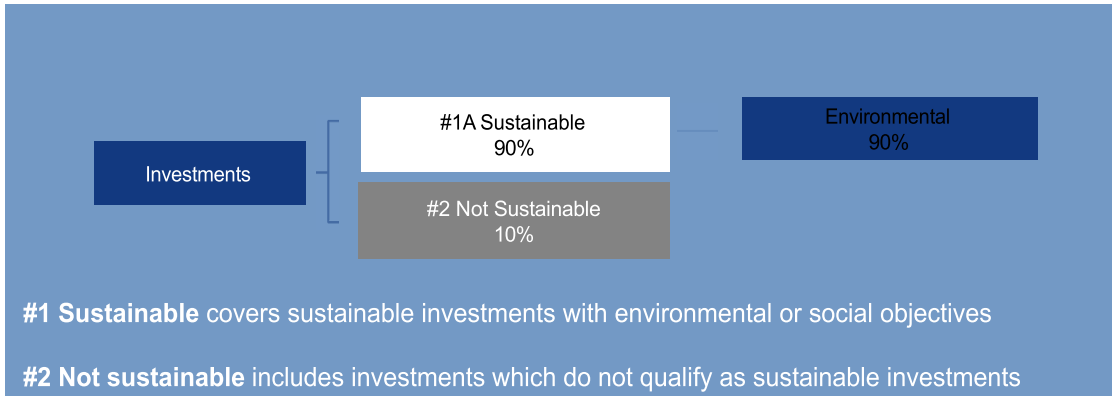 Investments
#1A Sustainable
90%
#2 Not Sustainable
10%
Environmental
90%
#1 Sustainable covers sustainable investments with environmental or social objectives
#2 Not sustainable includes investments which do not qualify as sustainable investments